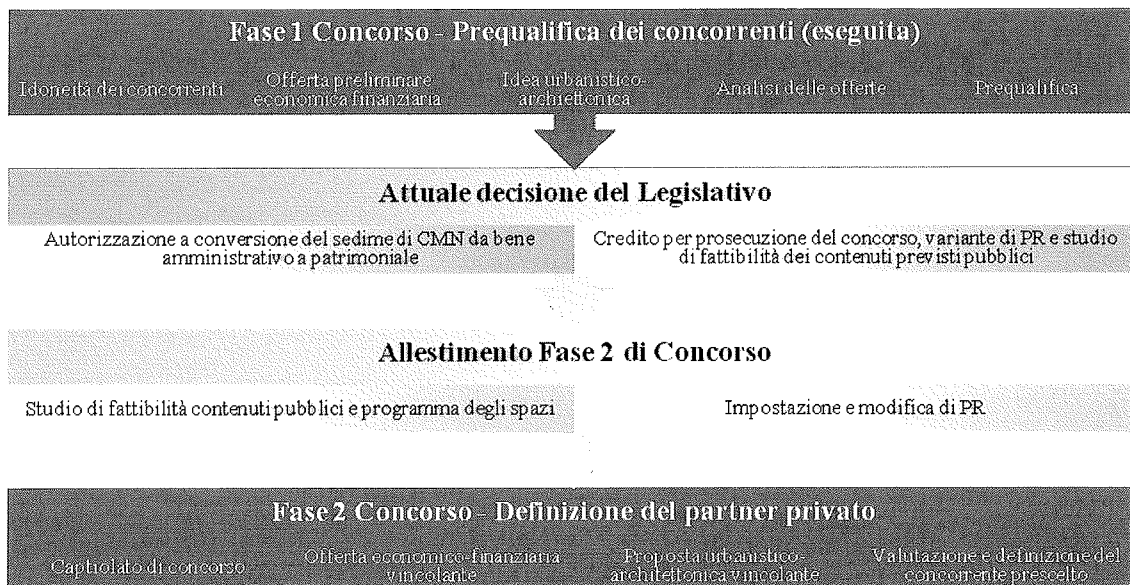 Fase 1 Concorso - Prequalifica dei concorrenti (eseguita)
Idoneità dei concorrenti
Offerta preliminare
economica finanziaria
Idea urbanistico-
archiettonica
Analisi delle offerte
Prequalifica
Attuale decisione del Legislativo
Autorizzazione a conversione del sedime di CMN da bene
amministrativo a patrimoniale
Credito per prosecuzione del concorso, variante di PR e studio
di fattibilità dei contenuti previsti pubblici
Allestimento Fase 2 di Concorso
Studio di fattibilità contenuti pubblici e programma degli spazi
Impostazione e modifica di PR
Fase 2 Concorso - Definizione del partner privato
Captiolato di concorso
Offerta economico-finanziaria
vincolante
Proposta urbanistico-
architettonica vincolante
Valutazione e definizione del
concorrente prescelto